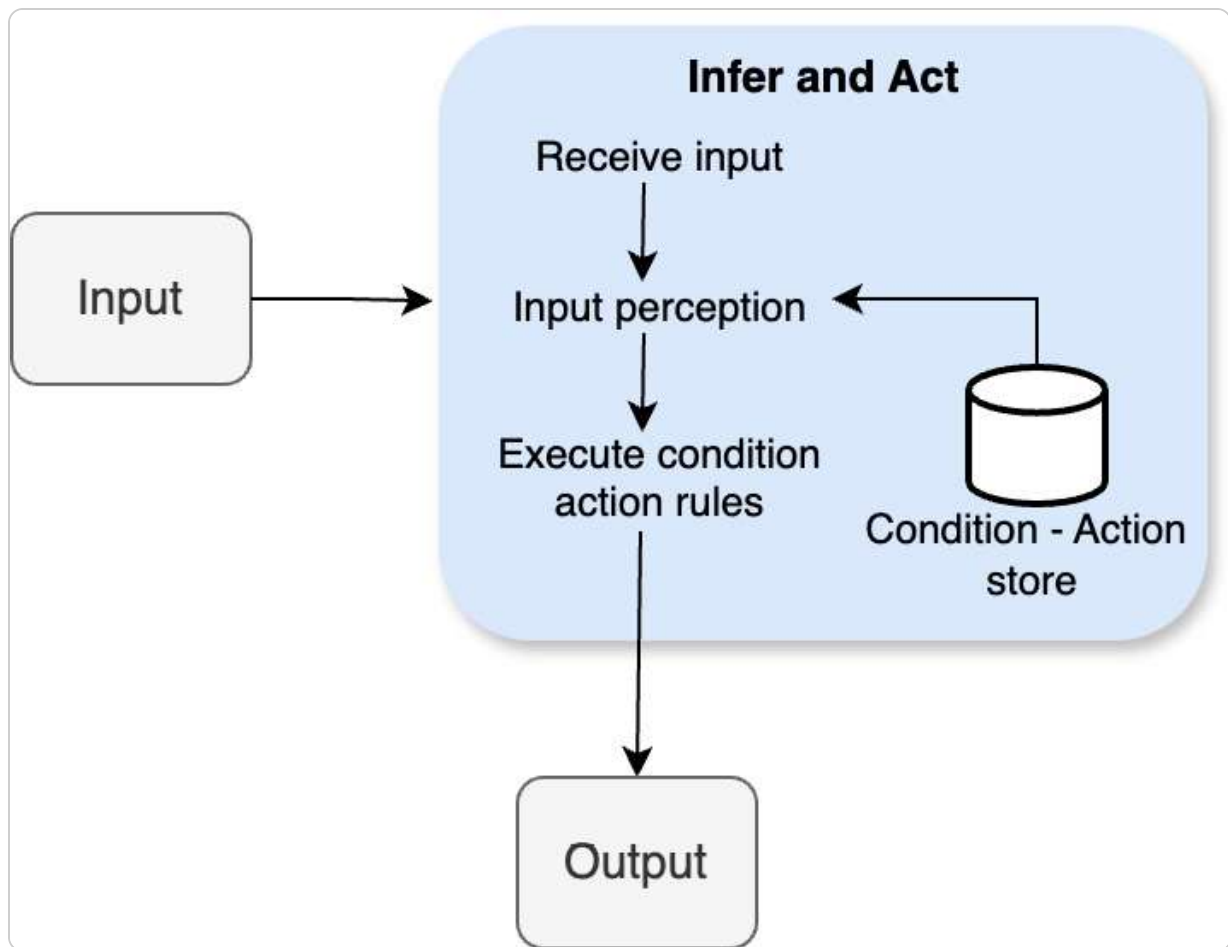 Infer and Act
Receive input
Input
Input perception
Execute condition
action rules
Condition - Action
store
Output